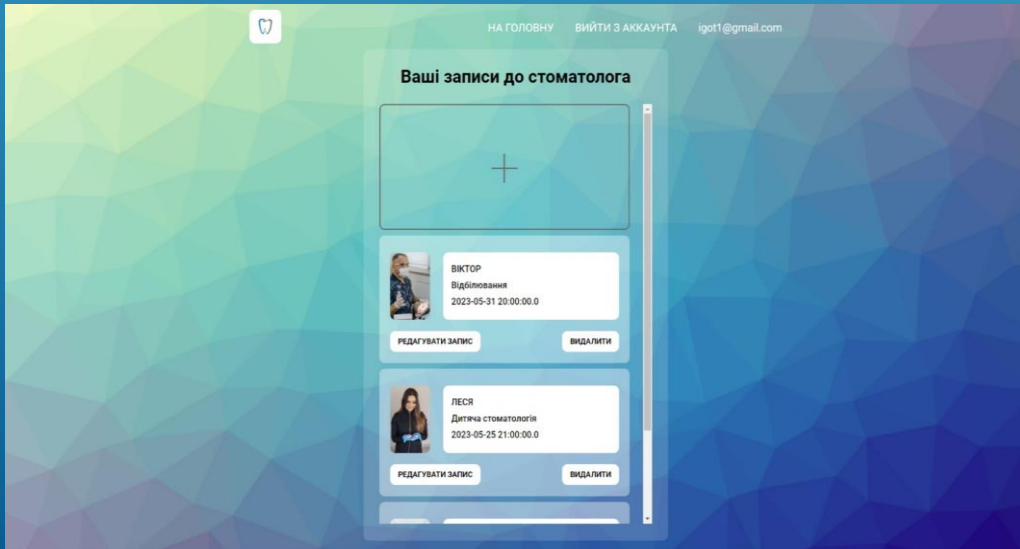 НА ГОЛОВНУ ВИЙТИ З АККАУНТА igot1@gmail.com
Ваші записи до стоматолога
ВІКТОР
Відбілювання
2023-05-31 20:00:00.0
РЕДАГУВАТИ ЗАПИС ВИДАЛИТИ
ЛЕСЯ
Дитяча стоматологія
2023-05-25 21:00:00.0
РЕДАГУВАТИ ЗАПИС ВИДАЛИТИ